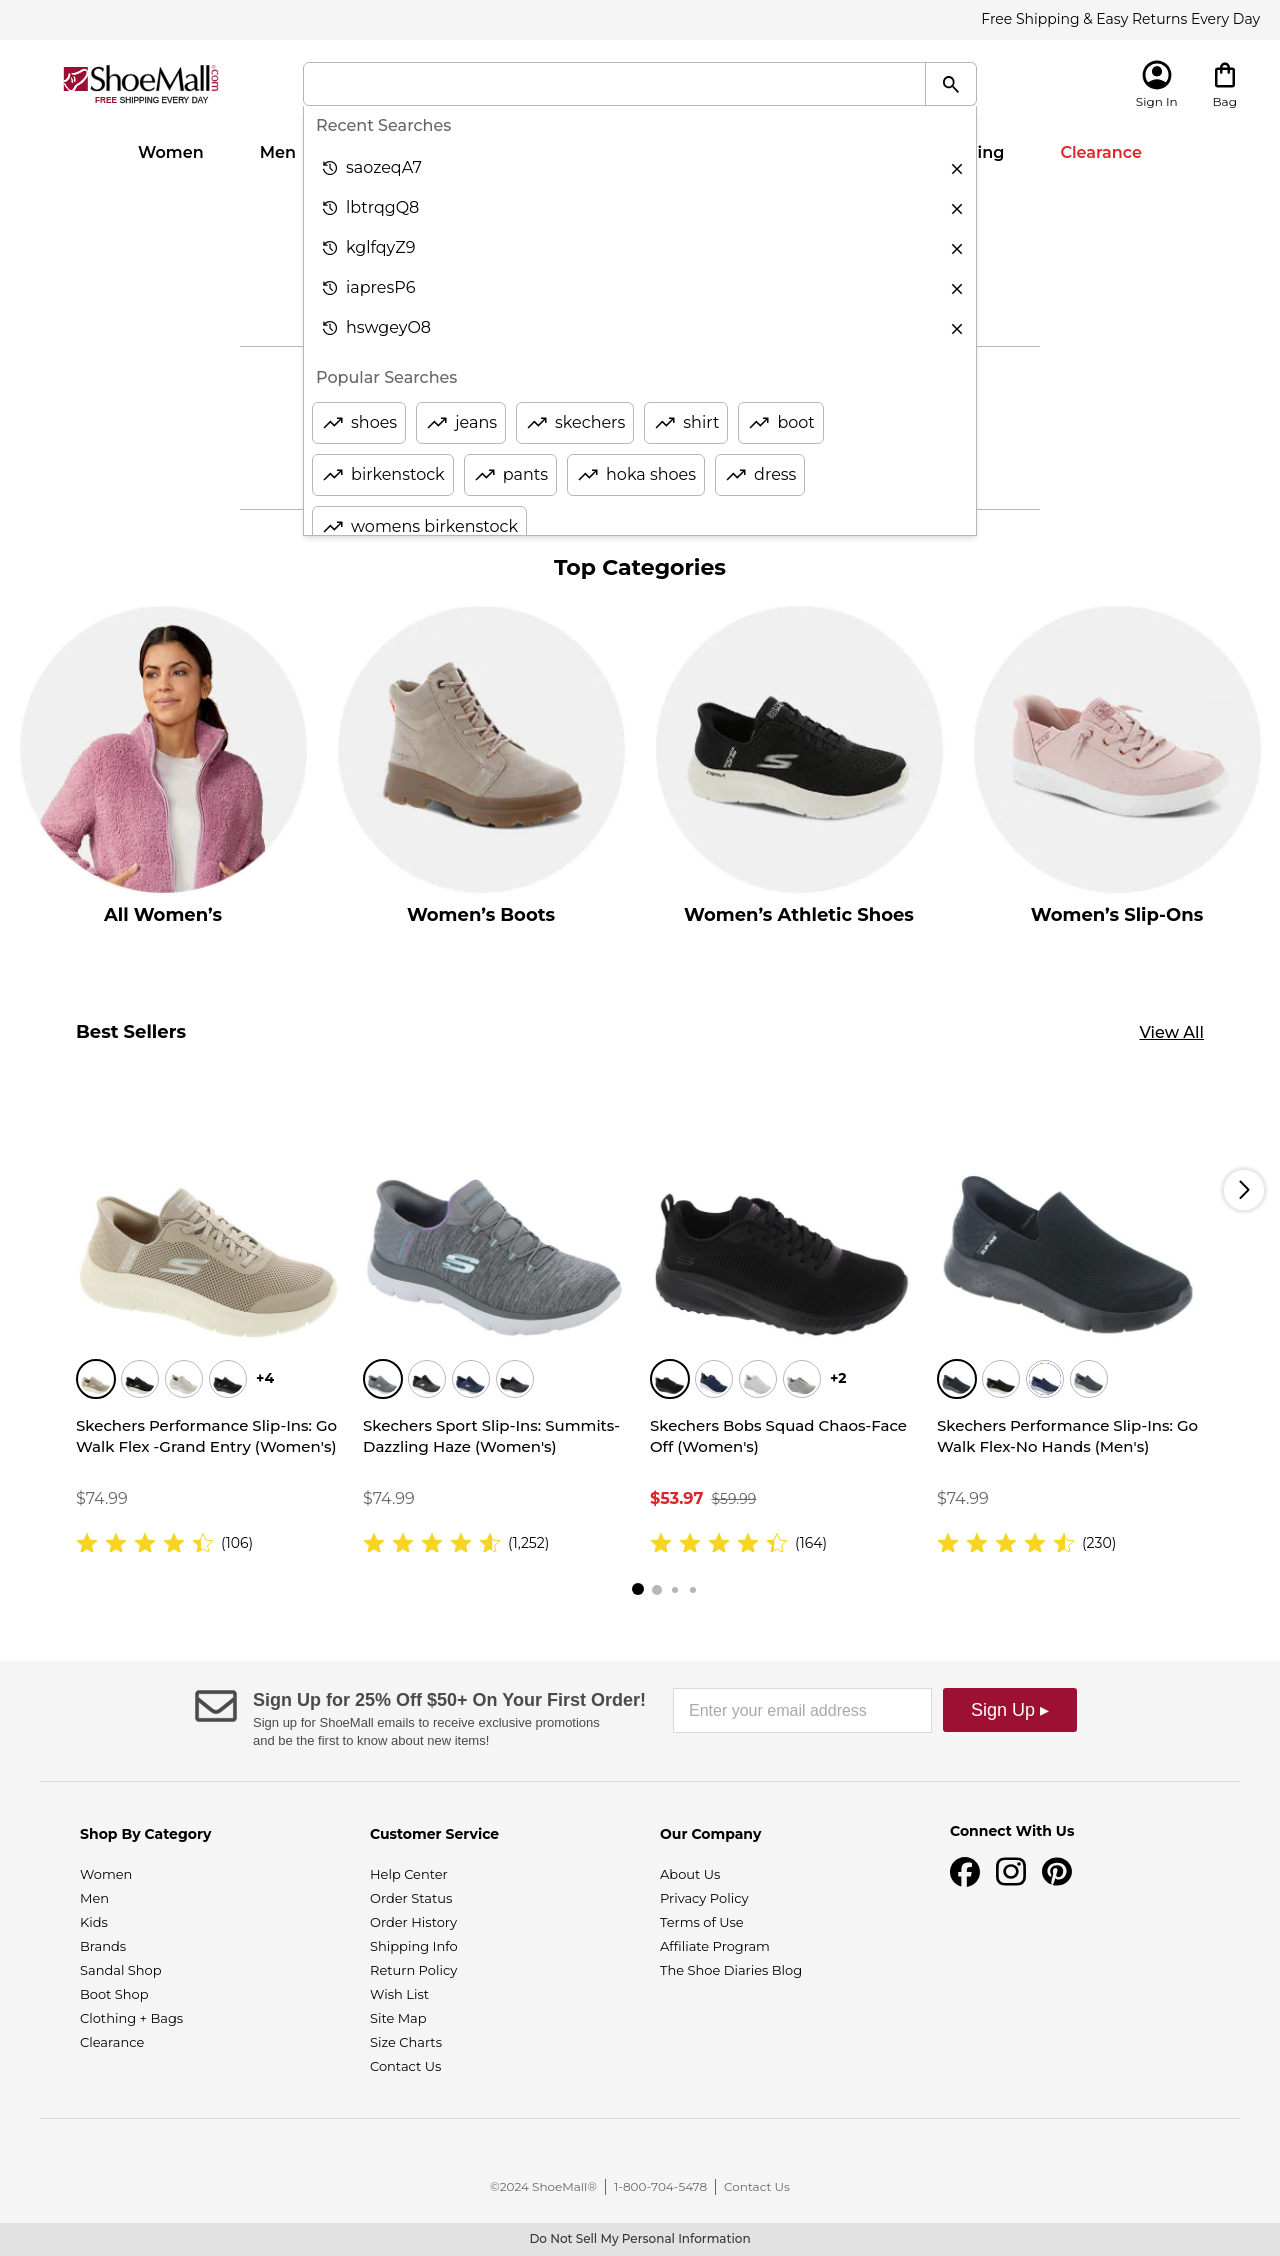 Free Shipping & Easy Returns Every Day
ShoeMall.com
FREE SHIPPING EVERY DAY
Sign In
Bag
Women
Men
ing
Clearance
Recent Searches
saozeqA7
lbtrqgQ8
kglfqyZ9
iapresP6
hswgeyO8
Popular Searches
shoes
jeans
skechers
shirt
boot
birkenstock
pants
hoka shoes
dress
womens birkenstock
Top Categories
All Women’s
Women’s Boots
Women’s Athletic Shoes
Women’s Slip-Ons
Best Sellers
View All
+4
+2
Skechers Performance Slip-Ins: Go
Walk Flex -Grand Entry (Women's)
$74.99
(106)
Skechers Sport Slip-Ins: Summits-
Dazzling Haze (Women's)
$74.99
(1,252)
Skechers Bobs Squad Chaos-Face
Off (Women's)
$53.97 $59.99
(164)
Skechers Performance Slip-Ins: Go
Walk Flex-No Hands (Men's)
$74.99
(230)
Sign Up for 25% Off $50+ On Your First Order!
Sign up for ShoeMall emails to receive exclusive promotions
and be the first to know about new items!
Enter your email address
Sign Up ▸
Shop By Category
Women
Men
Kids
Brands
Sandal Shop
Boot Shop
Clothing + Bags
Clearance
Customer Service
Help Center
Order Status
Order History
Shipping Info
Return Policy
Wish List
Site Map
Size Charts
Contact Us
Our Company
About Us
Privacy Policy
Terms of Use
Affiliate Program
The Shoe Diaries Blog
Connect With Us
©2024 ShoeMall® | 1-800-704-5478 | Contact Us
Do Not Sell My Personal Information